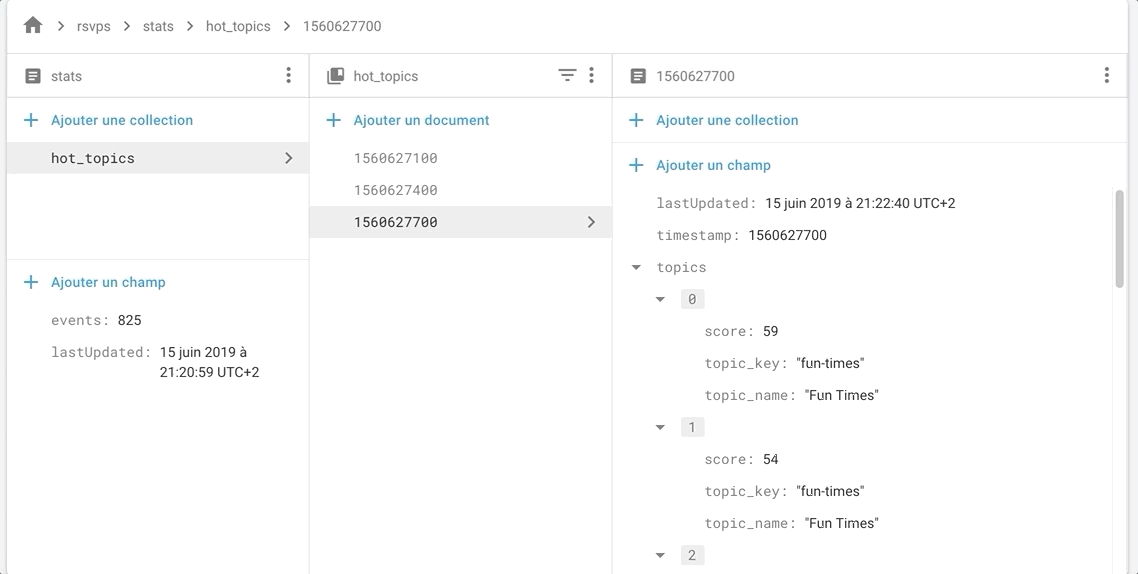 rsvps > stats > hot_topics > 1560627700
stats
Ajouter une collection
hot_topics
Ajouter un champ
events: 825
lastUpdated: 15 juin 2019 à
21:20:59 UTC+2
hot_topics
Ajouter un document
1560627100
1560627400
1560627700
1560627700
Ajouter une collection
Ajouter un champ
lastUpdated: 15 juin 2019 à 21:22:40 UTC+2
timestamp: 1560627700
topics
0
score: 59
topic_key: "fun-times"
topic_name: "Fun Times"
1
score: 54
topic_key: "fun-times"
topic_name: "Fun Times"
2